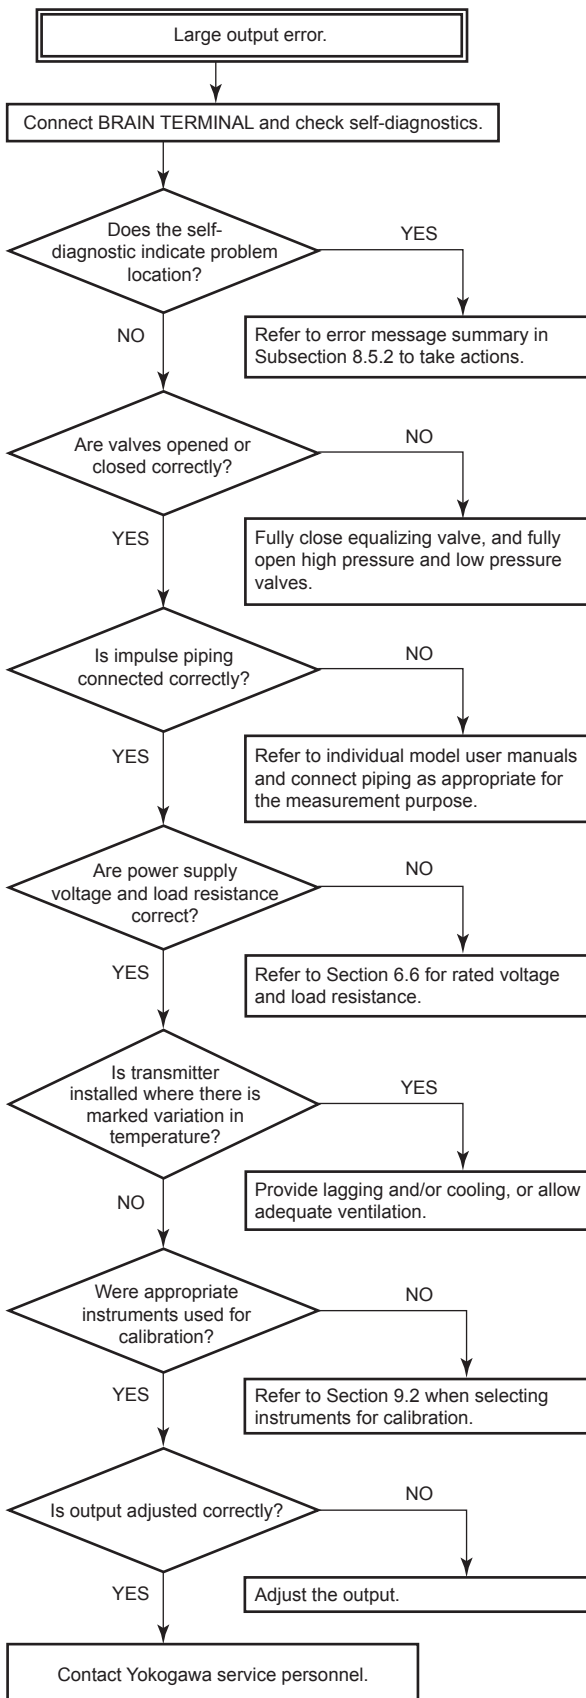 Large output error.
Connect BRAIN TERMINAL and check self-diagnostics.
Does the self-
diagnostic indicate problem
location?
YES
NO
Refer to error message summary in
Subsection 8.5.2 to take actions.
Are valves opened or
closed correctly?
NO
YES
Fully close equalizing valve, and fully
open high pressure and low pressure
valves.
Is impulse piping
connected correctly?
NO
YES
Refer to individual model user manuals
and connect piping as appropriate for
the measurement purpose.
Are power supply
voltage and load resistance
correct?
NO
YES
Refer to Section 6.6 for rated voltage
and load resistance.
Is transmitter
installed where there is
marked variation in
temperature?
YES
NO
Provide lagging and/or cooling, or allow
adequate ventilation.
Were appropriate
instruments used for
calibration?
NO
YES
Refer to Section 9.2 when selecting
instruments for calibration.
Is output adjusted correctly?
NO
YES
Adjust the output.
Contact Yokogawa service personnel.